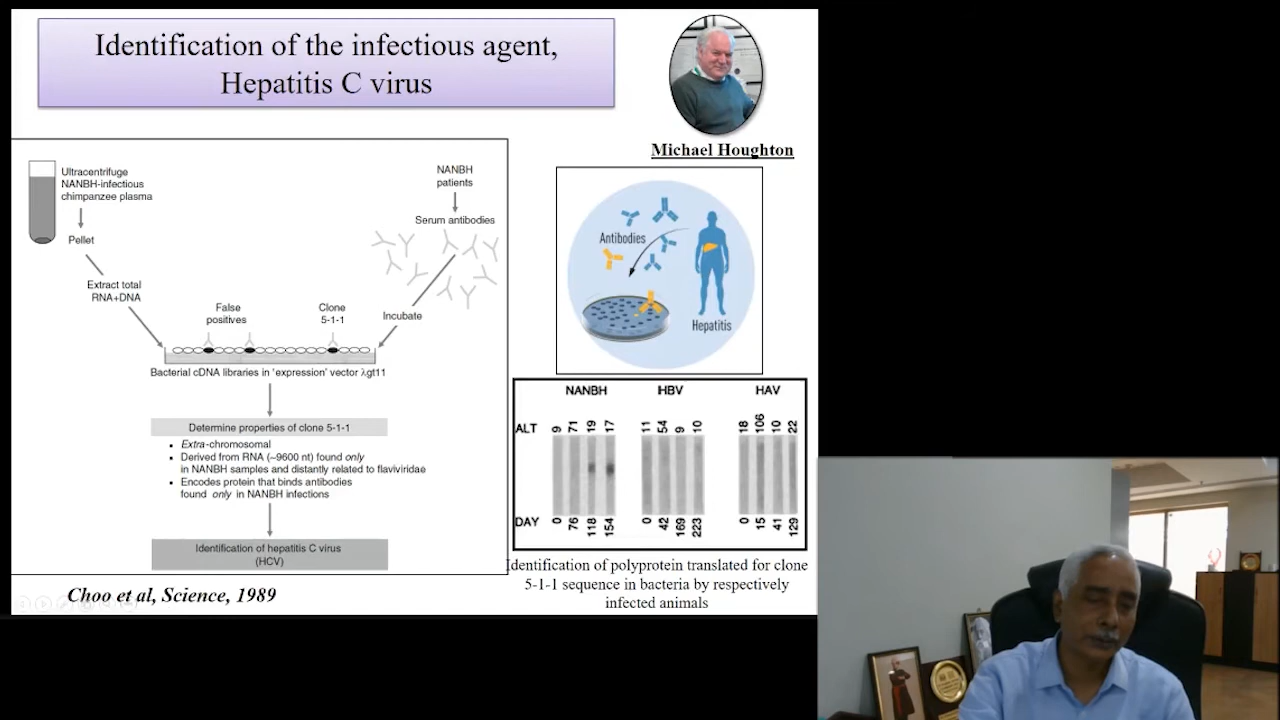 Identification of the infectious agent,
Hepatitis C virus
Michael Houghton
Ultracentrifuge
NANBH-infectious
chimpanzee plasma
Pellet
Extract total
RNA+DNA
NANBH
patients
Serum antibodies
False
positives
Clone
5-1-1
Incubate
Bacterial cDNA libraries in 'expression' vector λgt11
Determine properties of clone 5-1-1
• Extra-chromosomal
• Derived from RNA (~9600 nt) found only
in NANBH samples and distantly related to flaviviridae
• Encodes protein that binds antibodies
found only in NANBH infections
Identification of hepatitis C virus
(HCV)
Choo et al, Science, 1989
Antibodies
Hepatitis
NANBH HBV HAV
ALT 9 71 19 17 11 54 9 10 18 106 10 22
DAY 0 76 118 154 0 42 169 223 0 15 41 129
Identification of polyprotein translated for clone
5-1-1 sequence in bacteria by respectively
infected animals